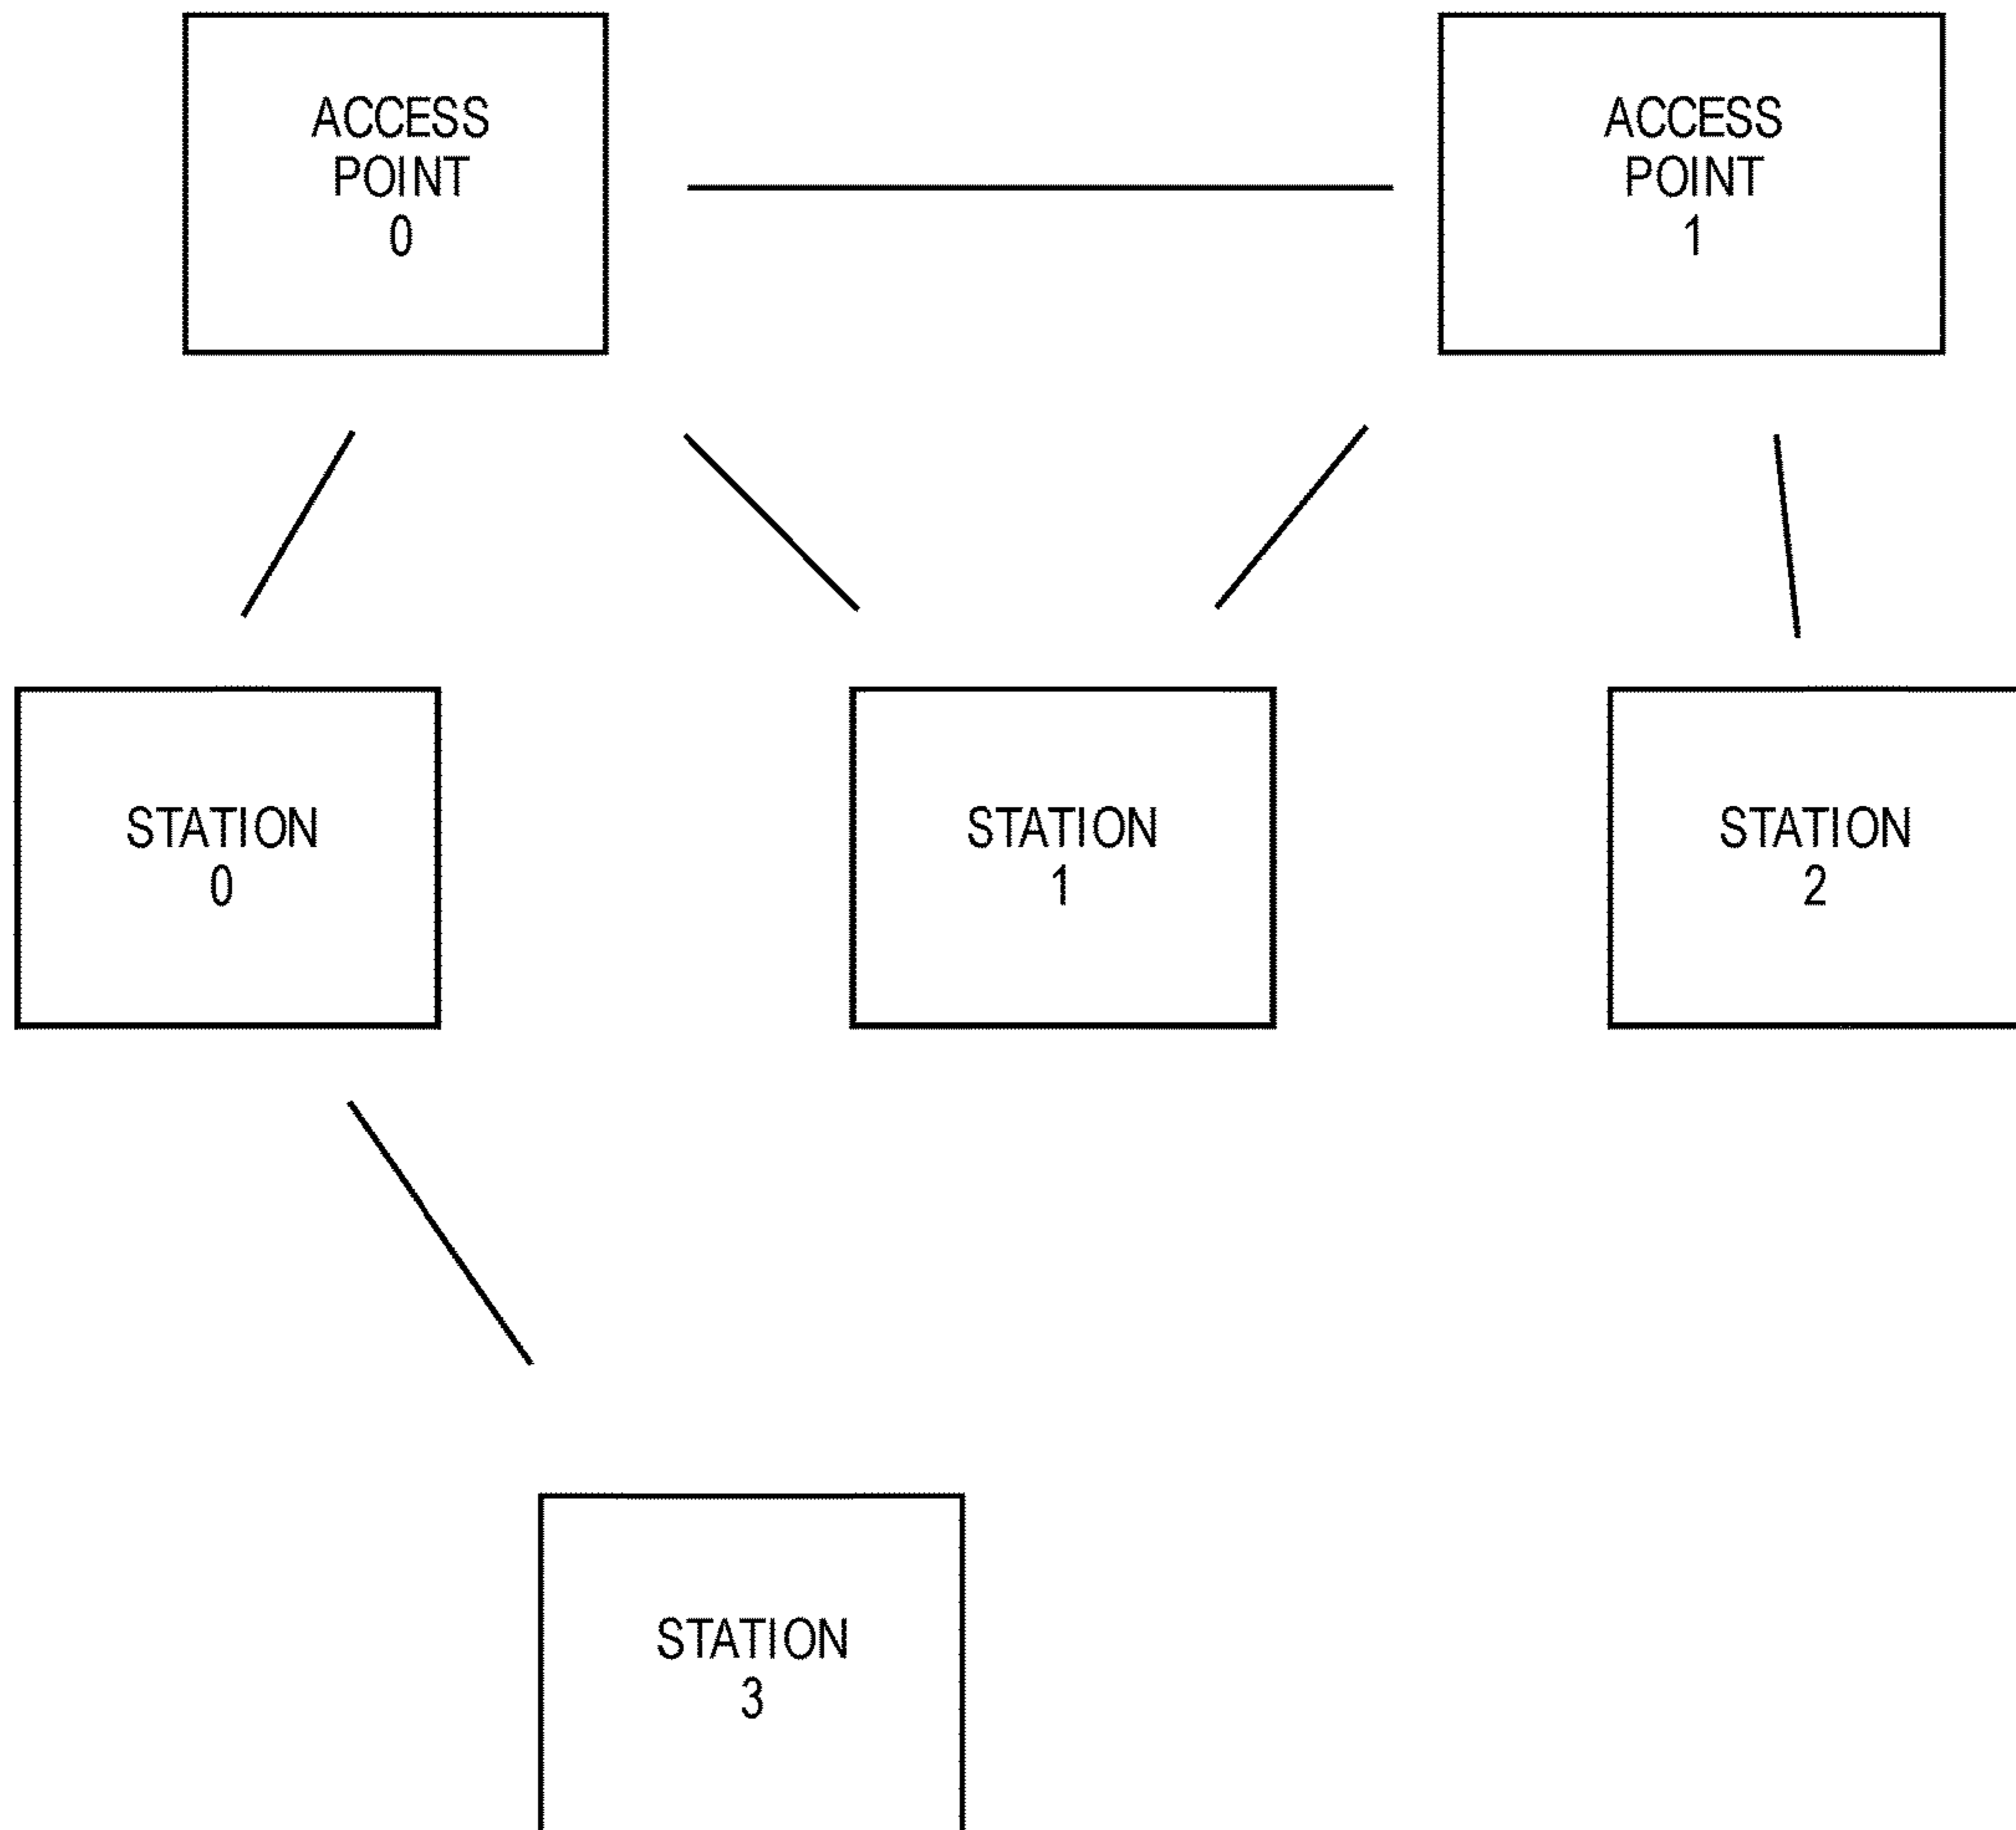 ACCESS
POINT
0
ACCESS
POINT
1
STATION
0
STATION
1
STATION
2
STATION
3